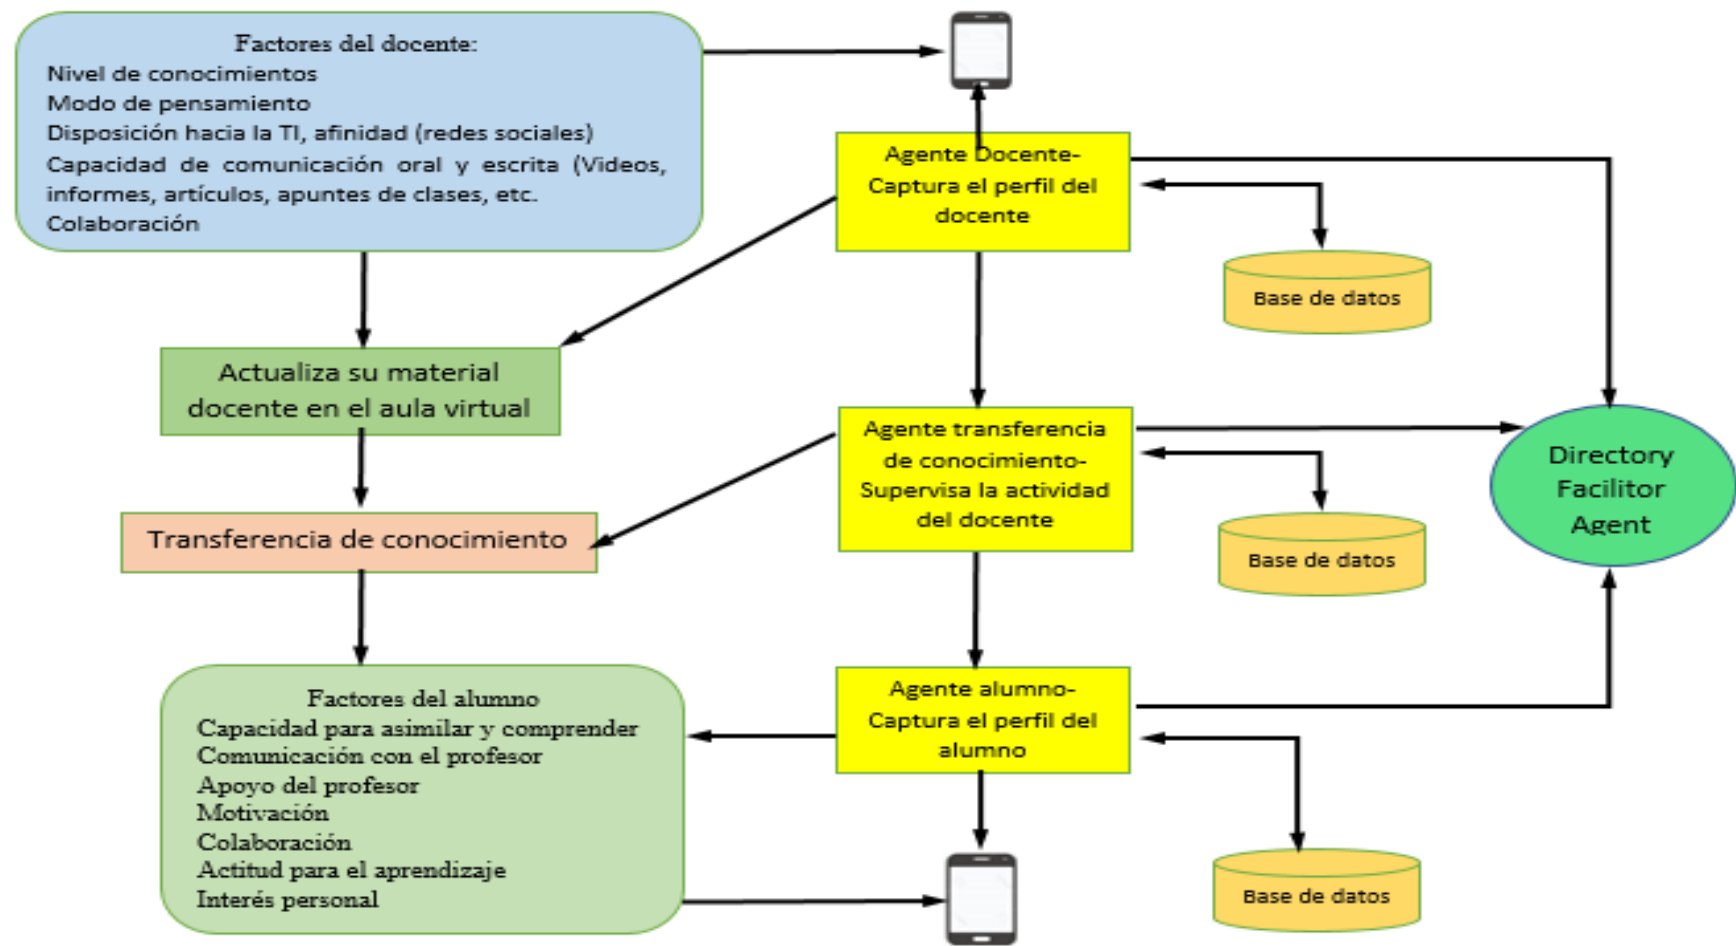 Factores del docente:
Nivel de conocimientos
Modo de pensamiento
Disposición hacia la TI, afinidad (redes sociales)
Capacidad de comunicación oral y escrita (Videos,
informes, artículos, apuntes de clases, etc.
Colaboración
Agente Docente-
Captura el perfil del
docente
Base de datos
Actualiza su material
docente en el aula virtual
Agente transferencia
de conocimiento-
Supervisa la actividad
del docente
Directory
Facilitor
Agent
Transferencia de conocimiento
Base de datos
Factores del alumno
Capacidad para asimilar y comprender
Comunicación con el profesor
Apoyo del profesor
Motivación
Colaboración
Actitud para el aprendizaje
Interés personal
Agente alumno-
Captura el perfil del
alumno
Base de datos